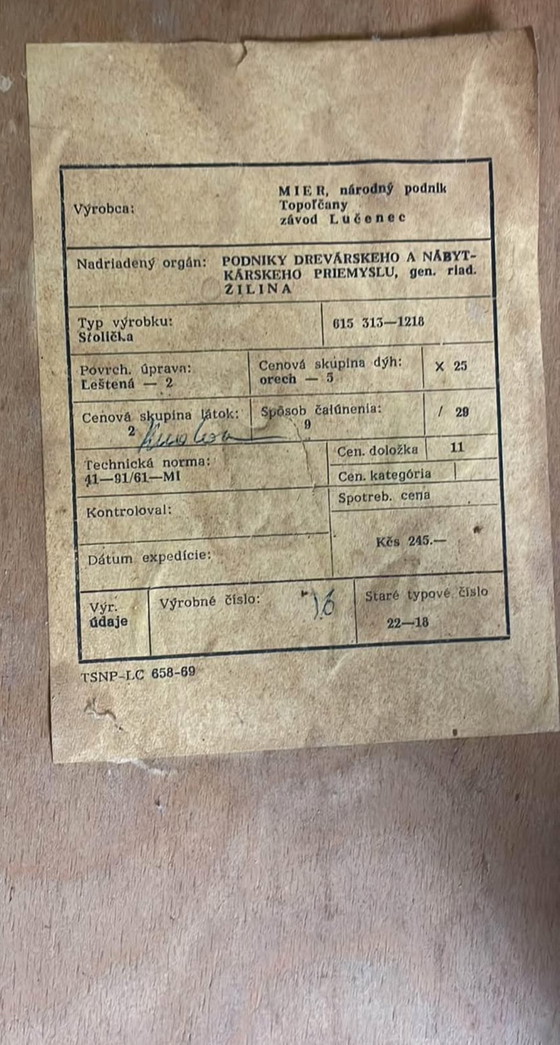 Výrobca:
MIER, národný podnik
Topoľčany
závod Lučenec
Nadriadený orgán: PODNIKY DREVÁRSKEHO A NÁBYT-
KÁRSKEHO PRIEMYSLU, gen. riad.
ŽILINA
Typ výrobku:
Stolička
615 313—1218
Povrch. úprava:
Leštená — 2
Cenová skupina dýh:
orech — 5
X 25
Cenová skupina látok:
2
Spôsob čalúnenia:
9
/ 29
Technická norma:
41—91/61—MI
Cen. doložka 11
Cen. kategória
Kontroloval:
Spotreb. cena
Kčs 245.—
Dátum expedície:
Výr.
údaje
Výrobné číslo:
Staré typové číslo
22—18
TSNP-LC 658-69